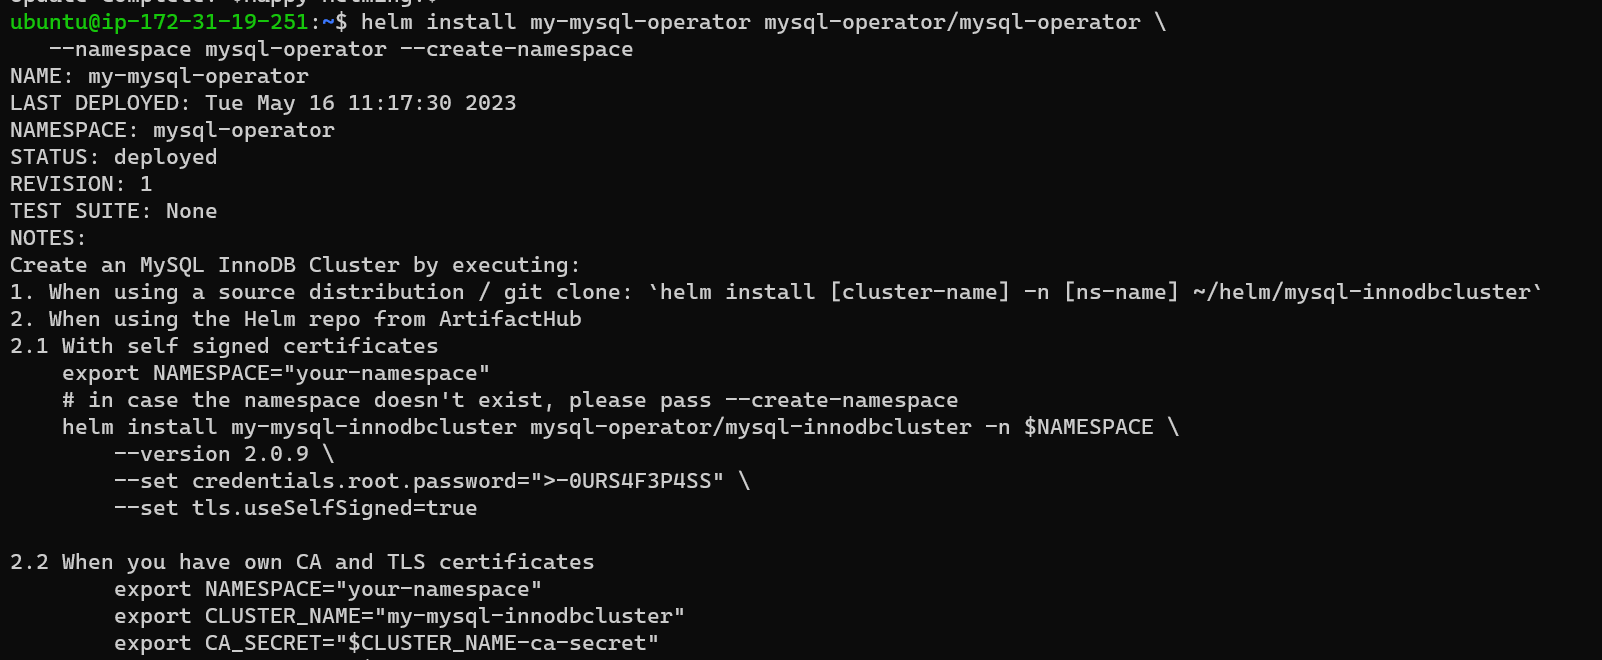 ubuntu@ip-172-31-19-251:~$ helm install my-mysql-operator mysql-operator/mysql-operator \
   --namespace mysql-operator --create-namespace
NAME: my-mysql-operator
LAST DEPLOYED: Tue May 16 11:17:30 2023
NAMESPACE: mysql-operator
STATUS: deployed
REVISION: 1
TEST SUITE: None
NOTES:
Create an MySQL InnoDB Cluster by executing:
1. When using a source distribution / git clone: `helm install [cluster-name] -n [ns-name] ~/helm/mysql-innodbcluster`
2. When using the Helm repo from ArtifactHub
2.1 With self signed certificates
    export NAMESPACE="your-namespace"
    # in case the namespace doesn't exist, please pass --create-namespace
    helm install my-mysql-innodbcluster mysql-operator/mysql-innodbcluster -n $NAMESPACE \
        --version 2.0.9 \
        --set credentials.root.password=">-0URS4F3P4SS" \
        --set tls.useSelfSigned=true

2.2 When you have own CA and TLS certificates
        export NAMESPACE="your-namespace"
        export CLUSTER_NAME="my-mysql-innodbcluster"
        export CA_SECRET="$CLUSTER_NAME-ca-secret"